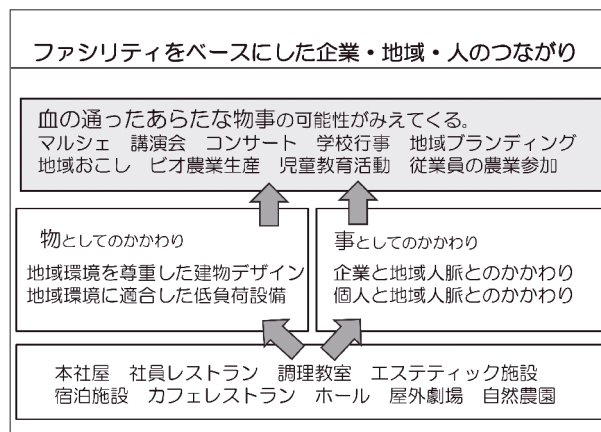 ファシリティをベースにした企業・地域・人のつながり
血の通ったあらたな物事の可能性がみえてくる。
マルシェ 講演会 コンサート 学校行事 地域ブランディング
地域おこし ビオ農業生産 児童教育活動 従業員の農業参加
物としてのかかわり
地域環境を尊重した建物デザイン
地域環境に適合した低負荷設備
事としてのかかわり
企業と地域人脈とのかかわり
個人と地域人脈とのかかわり
本社屋 社員レストラン 調理教室 エステティック施設
宿泊施設 カフェレストラン ホール 屋外劇場 自然農園